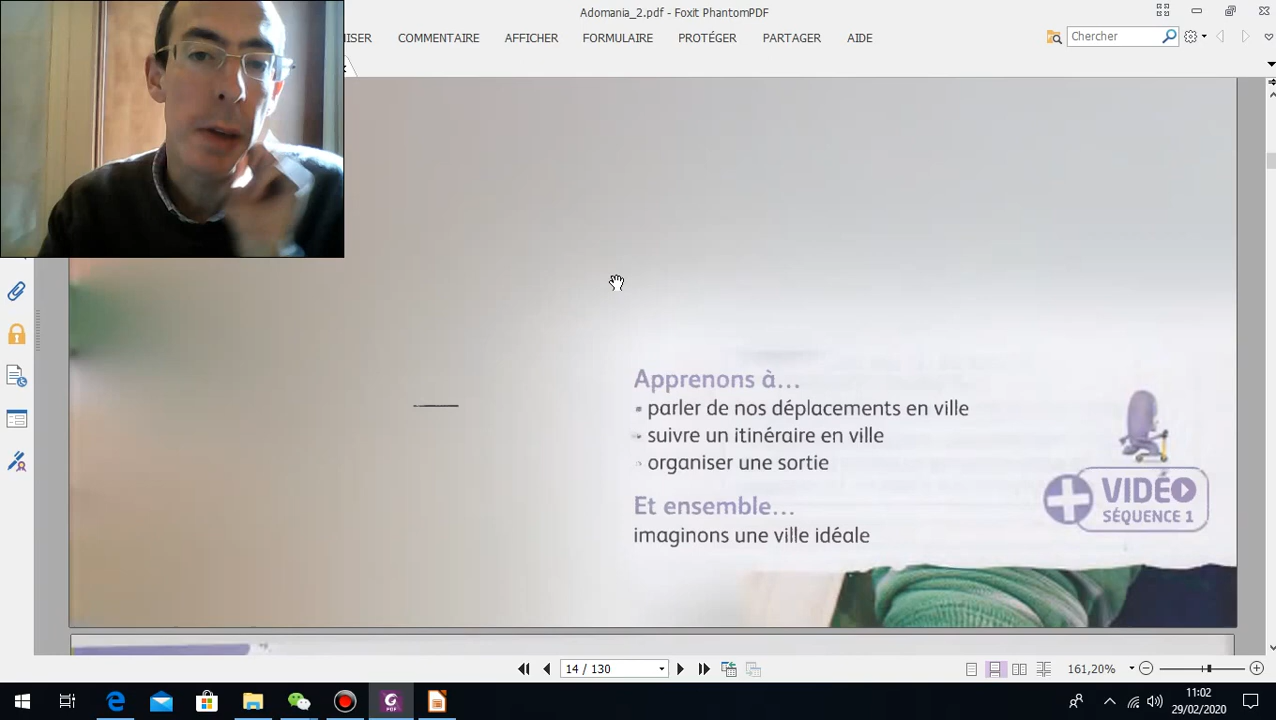 Adomania_2.pdf - Foxit PhantomPDF
COMMENTAIRE AFFICHER FORMULAIRE PROTÉGER PARTAGER AIDE
Chercher
Apprenons à...
parler de nos déplacements en ville
suivre un itinéraire en ville
organiser une sortie
Et ensemble...
imaginons une ville idéale
VIDÉO
SÉQUENCE 1
14 / 130
161,20%
PDF
11:02
29/02/2020